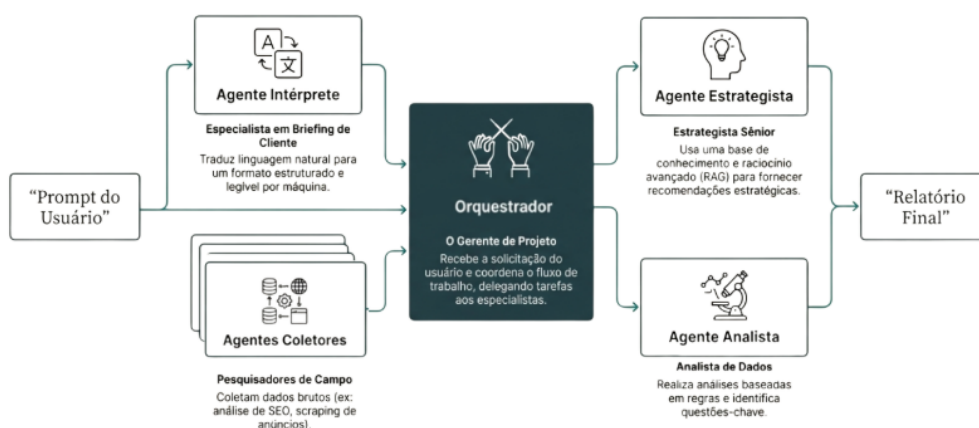 “Prompt do
Usuário”
A
文
Agente Intérprete
Especialista em Briefing de
Cliente
Traduz linguagem natural para
um formato estruturado e
legível por máquina.
Agentes Coletores
Pesquisadores de Campo
Coletam dados brutos (ex:
análise de SEO, scraping de
anúncios).
Orquestrador
O Gerente de Projeto
Recebe a solicitação do
usuário e coordena o fluxo de
trabalho, delegando tarefas
aos especialistas.
Agente Estrategista
Estrategista Sênior
Usa uma base de
conhecimento e raciocínio
avançado (RAG) para fornecer
recomendações estratégicas.
Agente Analista
Analista de Dados
Realiza análises baseadas
em regras e identifica
questões-chave.
“Relatório
Final”